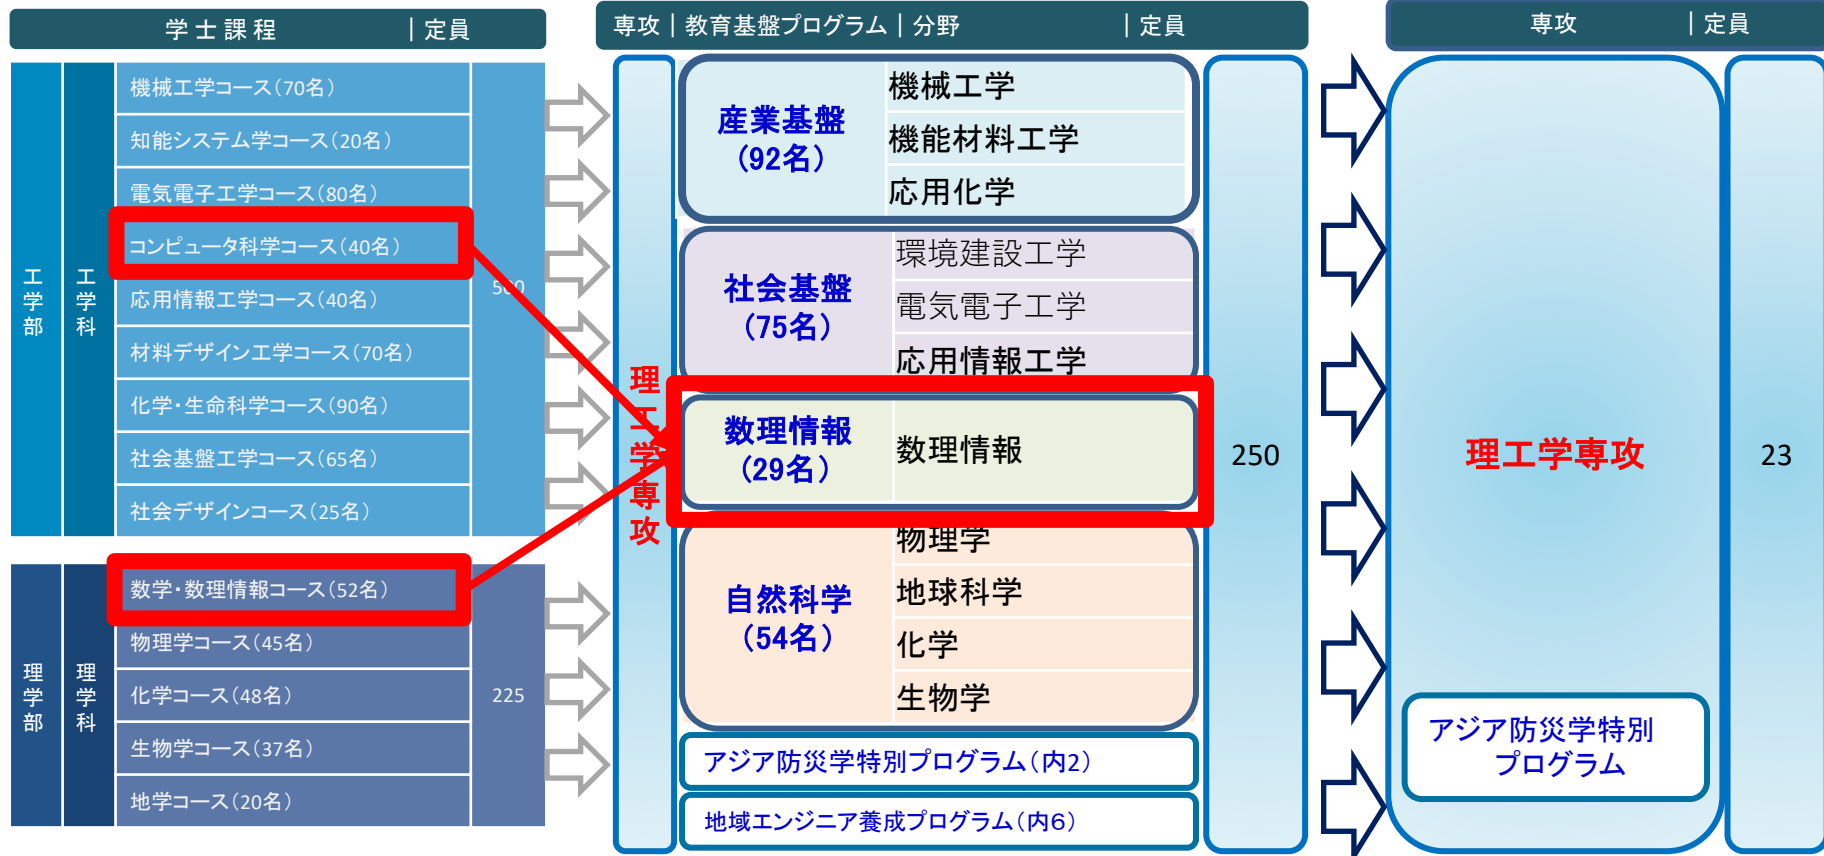 学士課程 | 定員
専攻 | 教育基盤プログラム | 分野 | 定員
専攻 | 定員
工学部
工学科
機械工学コース(70名)
知能システム学コース(20名)
電気電子工学コース(80名)
コンピュータ科学コース(40名)
応用情報工学コース(40名)
材料デザイン工学コース(70名)
化学・生命科学コース(90名)
社会基盤工学コース(65名)
社会デザインコース(25名)
500
理学部
理学科
数学・数理情報コース(52名)
物理学コース(45名)
化学コース(48名)
生物学コース(37名)
地学コース(20名)
225
理工学専攻
産業基盤
(92名)
機械工学
機能材料工学
応用化学
社会基盤
(75名)
環境建設工学
電気電子工学
応用情報工学
数理情報
(29名)
数理情報
自然科学
(54名)
物理学
地球科学
化学
生物学
アジア防災学特別プログラム(内2)
地域エンジニア養成プログラム(内6)
250
理工学専攻
アジア防災学特別
プログラム
23